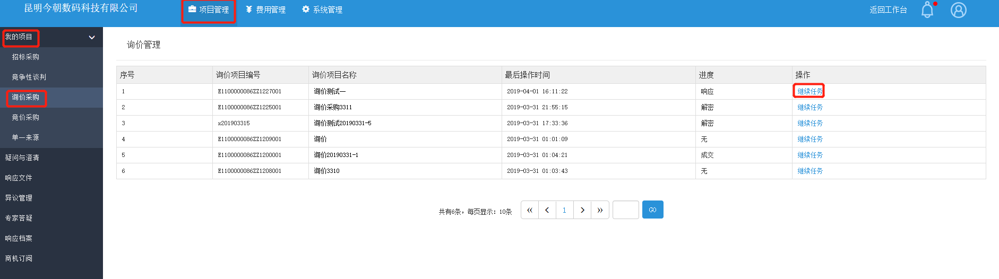 昆明今朝数码科技有限公司
项目管理 费用管理 系统管理
返回工作台
我的项目
招标采购
竞争性谈判
询价采购
竞价采购
单一来源
疑问与澄清
响应文件
异议管理
专家答疑
响应档案
商机订阅
询价管理
序号 询价项目编号 询价项目名称 最后操作时间 进度 操作
1 E1100000086ZZ1227001 询价测试一 2019-04-01 16:11:22 响应 继续任务
2 E1100000086ZZ1225001 询价采购3311 2019-03-31 21:55:15 解密 继续任务
3 x201903315 询价测试20190331-5 2019-03-31 17:33:36 解密 继续任务
4 E1100000086ZZ1209001 询价 2019-03-31 01:01:09 无 继续任务
5 E1100000086ZZ1200001 询价20190331-1 2019-03-31 01:04:21 成交 继续任务
6 E1100000086ZZ1208001 询价3310 2019-03-31 01:03:43 无 继续任务
共有6条，每页显示：10条 « < 1 > » GO